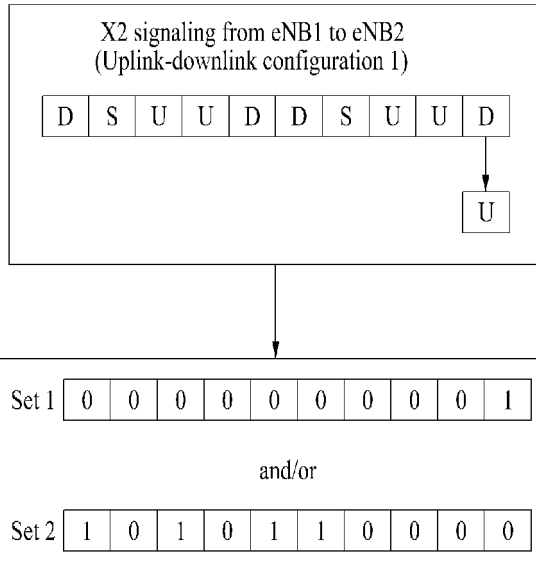 X2 signaling from eNB1 to eNB2
(Uplink-downlink configuration 1)
D S U U D D S U U D
U
Set 1 0 0 0 0 0 0 0 0 0 1
and/or
Set 2 1 0 1 0 1 1 0 0 0 0